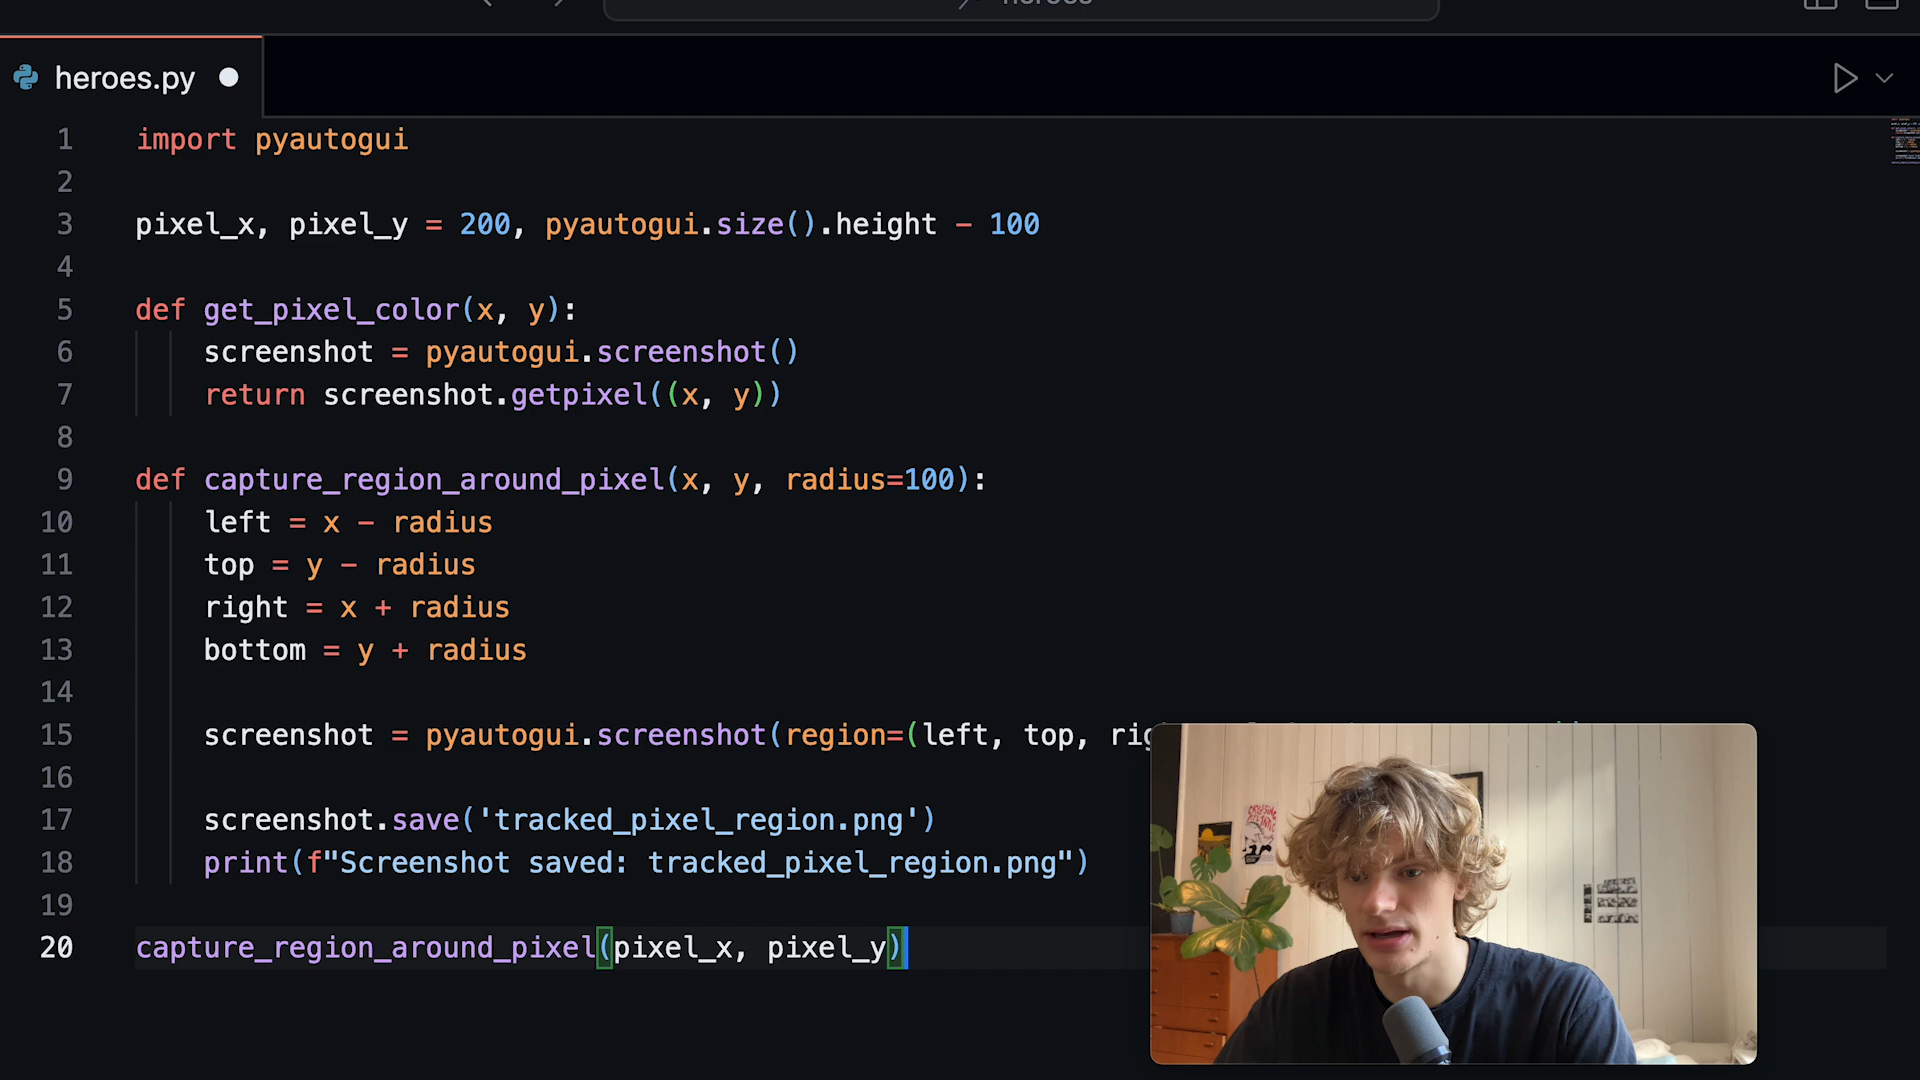 heroes.py
1 import pyautogui
2
3 pixel_x, pixel_y = 200, pyautogui.size().height - 100
4
5 def get_pixel_color(x, y):
6 screenshot = pyautogui.screenshot()
7 return screenshot.getpixel((x, y))
8
9 def capture_region_around_pixel(x, y, radius=100):
10 left = x - radius
11 top = y - radius
12 right = x + radius
13 bottom = y + radius
14
15 screenshot = pyautogui.screenshot(region=(left, top,
16
17 screenshot.save('tracked_pixel_region.png')
18 print(f"Screenshot saved: tracked_pixel_region.png")
19
20 capture_region_around_pixel(pixel_x, pixel_y)